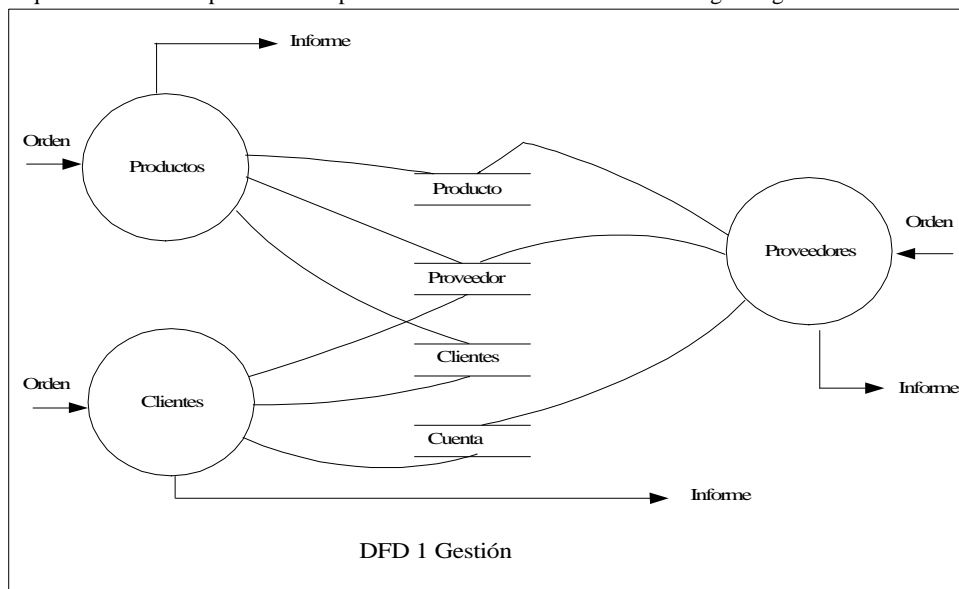 Informe
Orden
Productos
Producto
Orden
Proveedores
Proveedor
Clientes
Orden
Clientes
Informe
Cuenta
Informe
DFD 1 Gestión